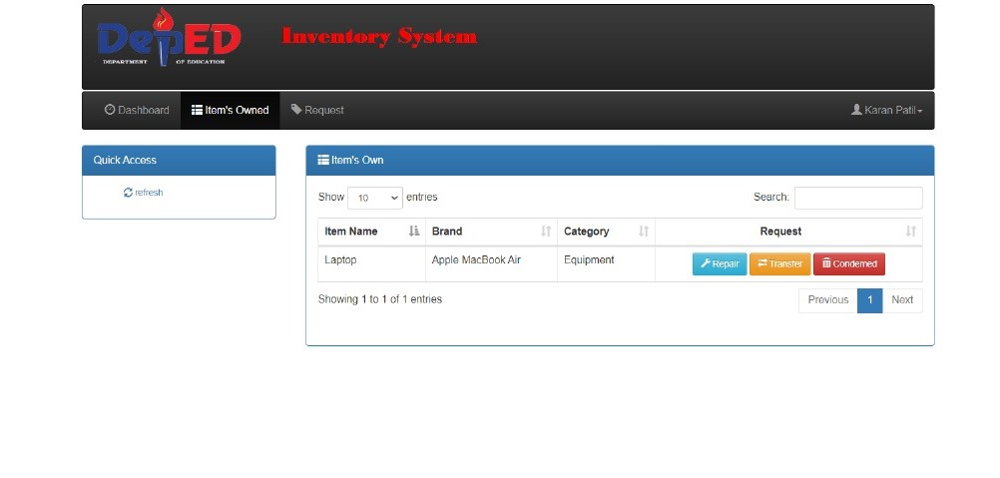 DepED
DEPARTMENT OF EDUCATION
Inventory System
Dashboard Item's Owned Request Karan Patil
Quick Access
refresh
Item's Own
Show 10 entries Search:
Item Name Brand Category Request
Laptop Apple MacBook Air Equipment Repair Transfer Condemned
Showing 1 to 1 of 1 entries Previous 1 Next